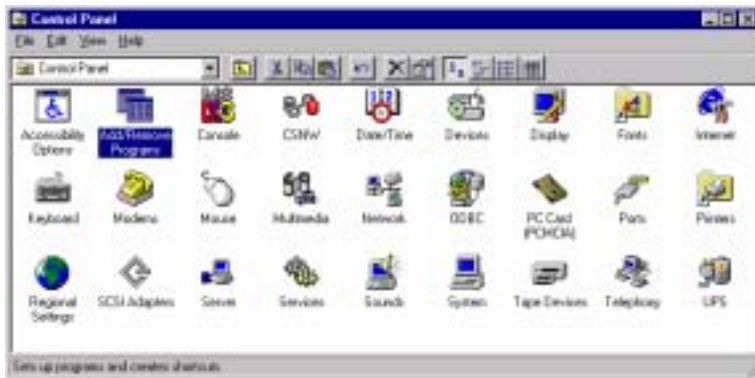 Control Panel
File Edit View Help
Control Panel
Accessibility Options
Add/Remove Programs
Console
CSNW
Date/Time
Devices
Display
Fonts
Internet
Keyboard
Modems
Mouse
Multimedia
Network
ODBC
PC Card (PCMCIA)
Ports
Printers
Regional Settings
SCSI Adapters
Server
Services
Sounds
System
Tape Devices
Telephony
UPS
Sets up programs and creates shortcuts.